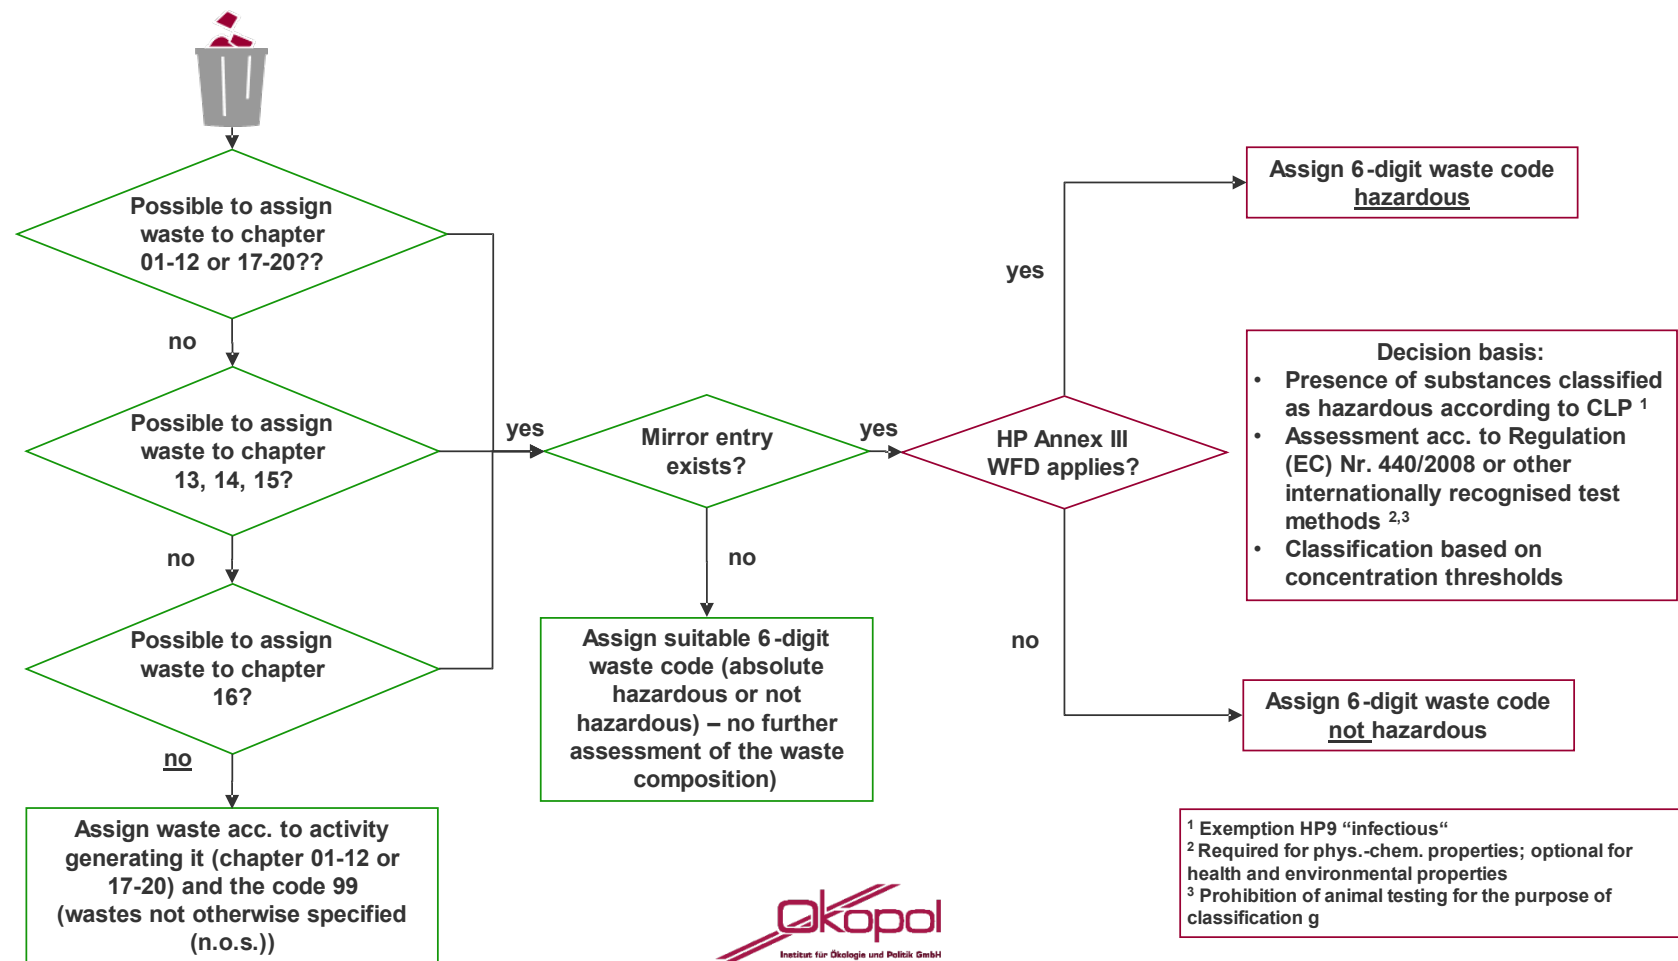 Possible to assign
waste to chapter
01-12 or 17-20??
no
Possible to assign
waste to chapter
13, 14, 15?
no
Possible to assign
waste to chapter
16?
no
Assign waste acc. to activity
generating it (chapter 01-12 or
17-20) and the code 99
(wastes not otherwise specified
(n.o.s.))
yes
Mirror entry
exists?
no
Assign suitable 6-digit
waste code (absolute
hazardous or not
hazardous) – no further
assessment of the waste
composition)
yes
HP Annex III
WFD applies?
yes
Assign 6-digit waste code
hazardous
Decision basis:
• Presence of substances classified
as hazardous according to CLP ¹
• Assessment acc. to Regulation
(EC) Nr. 440/2008 or other
internationally recognised test
methods ²,³
• Classification based on
concentration thresholds
no
Assign 6-digit waste code
not hazardous
¹ Exemption HP9 “infectious“
² Required for phys.-chem. properties; optional for
health and environmental properties
³ Prohibition of animal testing for the purpose of
classification g
Ökopol
Institut für Ökologie und Politik GmbH